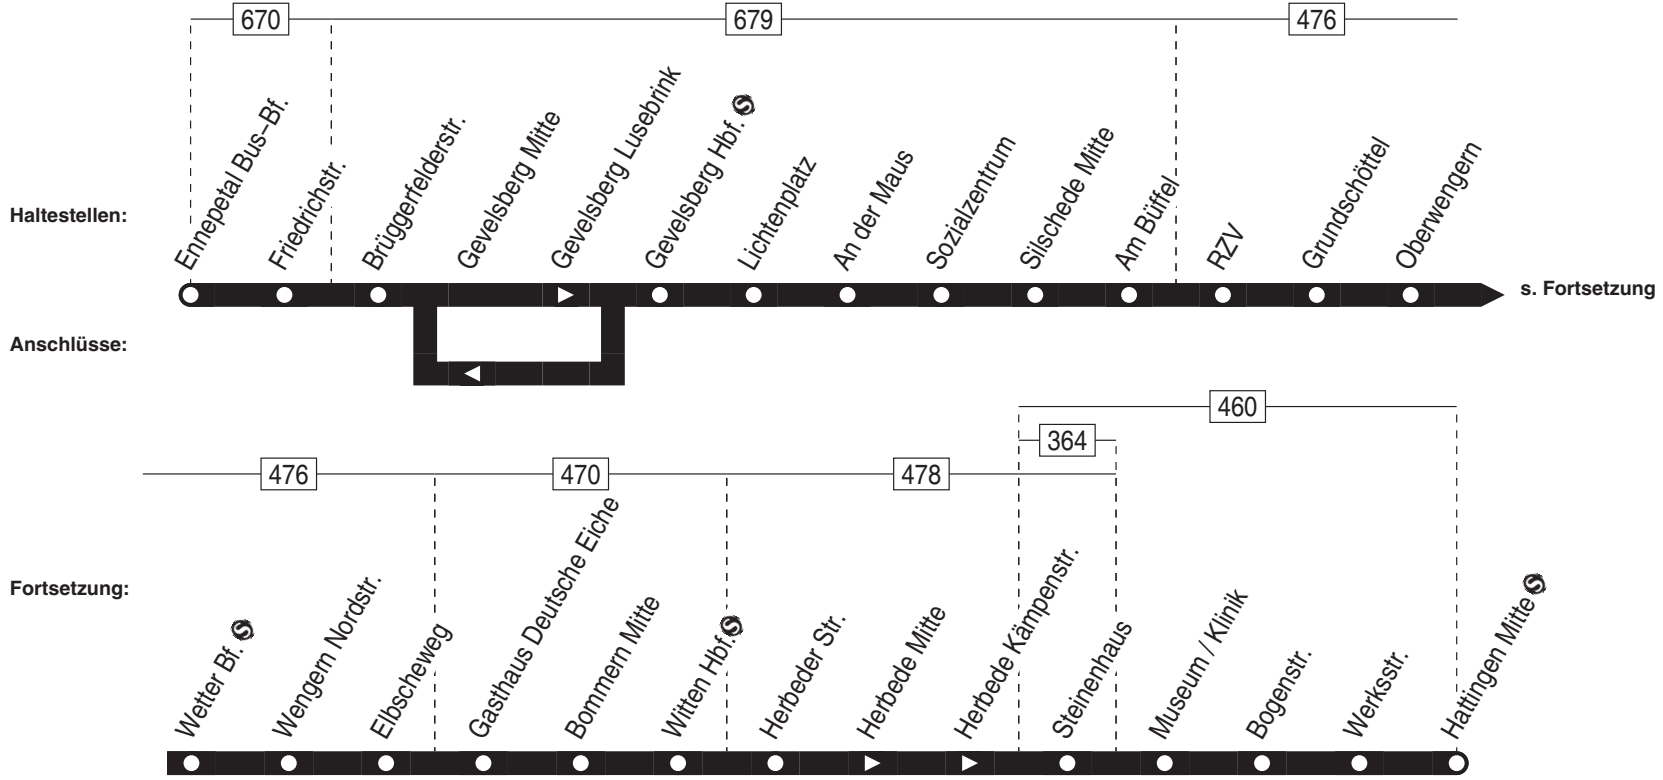 670
679
476
Haltestellen:
Ennepetal Bus-Bf.
Friedrichstr.
Brüggerfelderstr.
Gevelsberg Mitte
Gevelsberg Lusebrink
Gevelsberg Hbf. S
Lichtenplatz
An der Maus
Sozialzentrum
Silschede Mitte
Am Büffel
RZV
Grundschöttel
Oberwengern
s. Fortsetzung
Anschlüsse:
460
364
476
470
478
Fortsetzung:
Wetter Bf. S
Wengern Nordstr.
Elbscheweg
Gasthaus Deutsche Eiche
Bommern Mitte
Witten Hbf. S
Herbeder Str.
Herbede Mitte
Herbede Kämpenstr.
Steinenhaus
Museum / Klinik
Bogenstr.
Werksstr.
Hattingen Mitte S